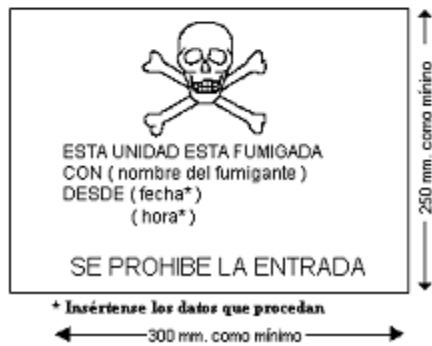 ESTA UNIDAD ESTA FUMIGADA
CON ( nombre del fumigante )
DESDE ( fecha* )
( hora* )
SE PROHIBE LA ENTRADA
* Insértense los datos que procedan
300 mm. como mínimo
250 mm. como mínino